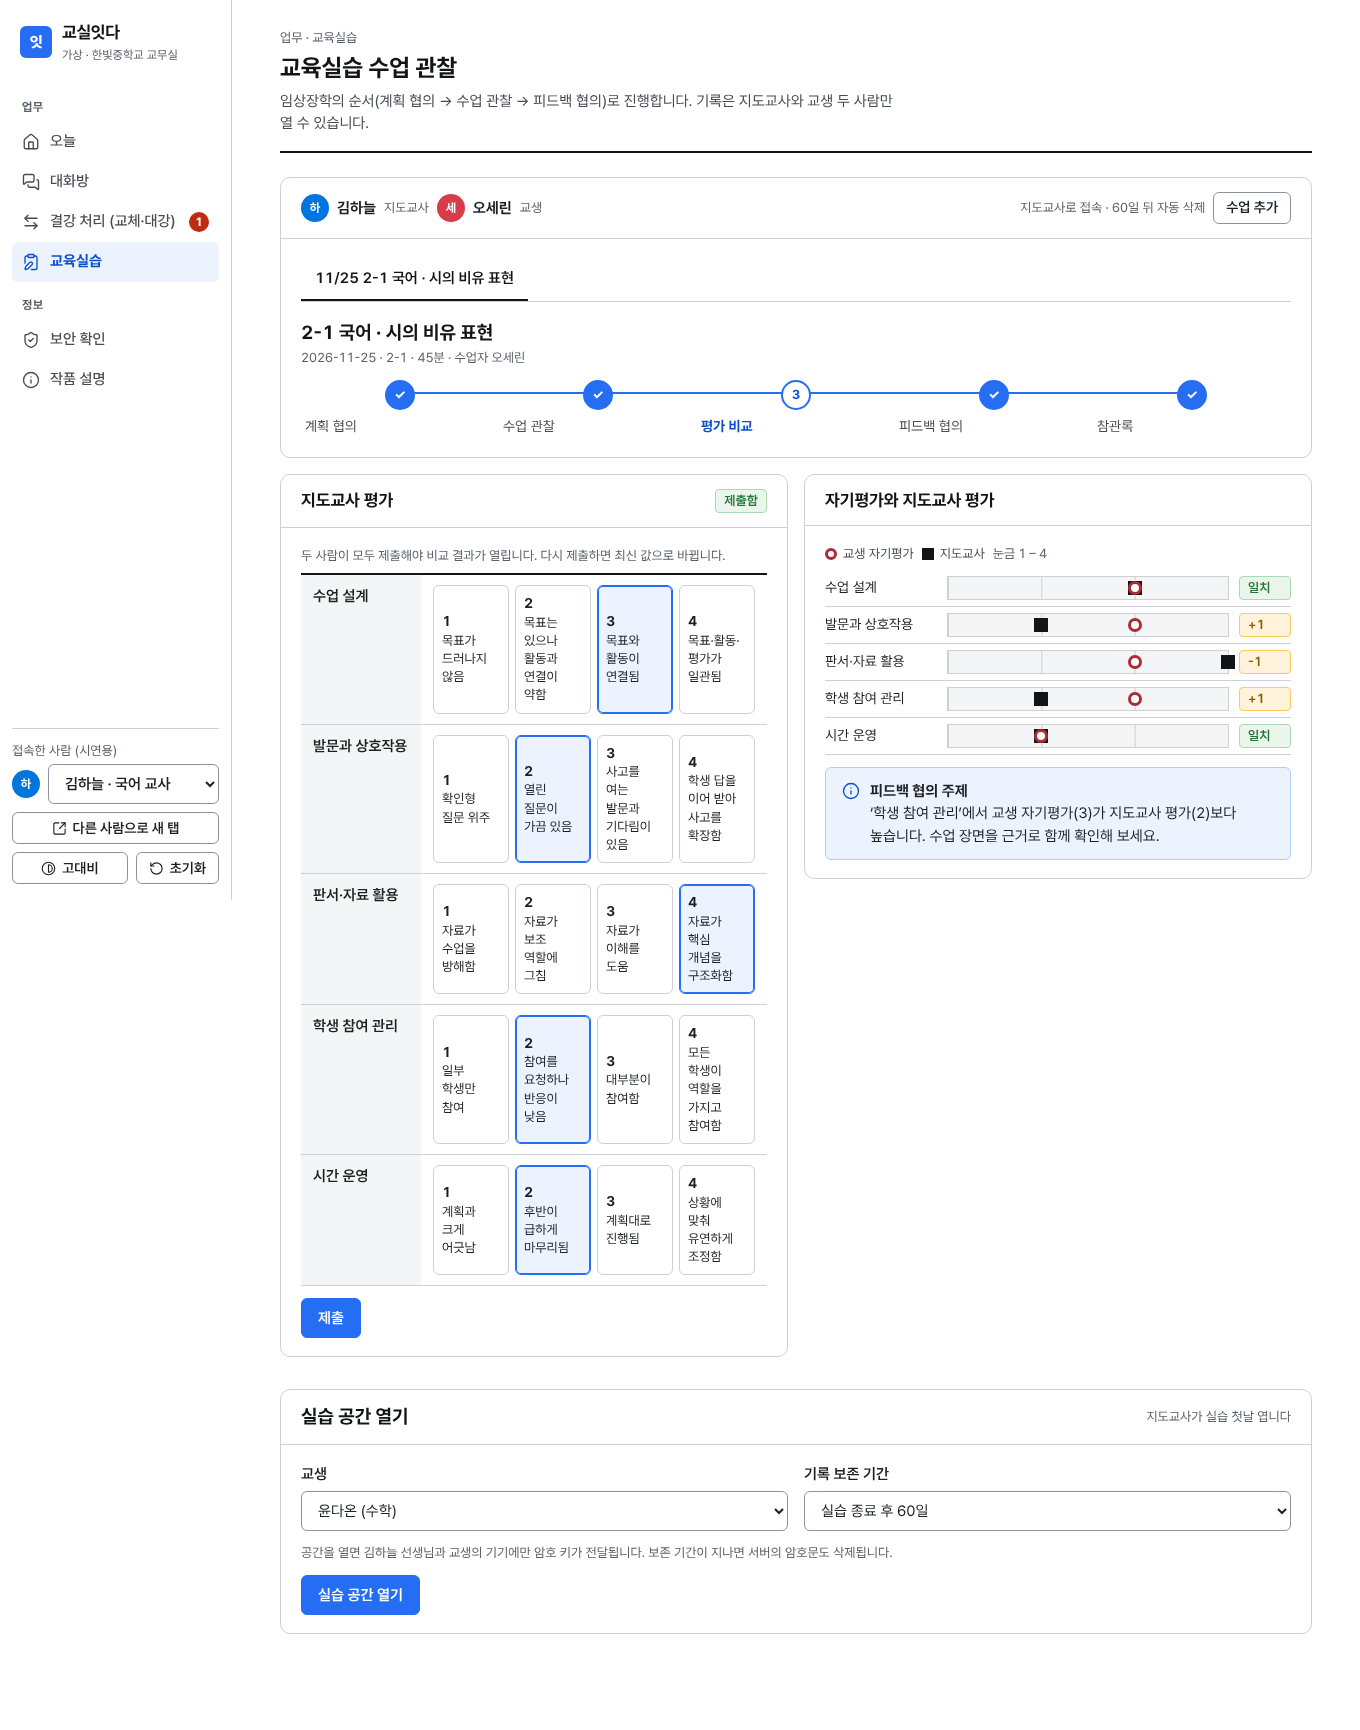 잇
교실잇다
가상 · 한빛중학교 교무실
업무
오늘
대화방
결강 처리 (교체·대강)
1
교육실습
정보
보안 확인
작품 설명
접속한 사람 (시연용)
하
김하늘 · 국어 교사
다른 사람으로 새 탭
고대비
초기화
업무 · 교육실습
교육실습 수업 관찰
임상장학의 순서(계획 협의 → 수업 관찰 → 피드백 협의)로 진행합니다. 기록은 지도교사와 교생 두 사람만
열 수 있습니다.
하 김하늘 지도교사 세 오세린 교생
지도교사로 접속 · 60일 뒤 자동 삭제
수업 추가
11/25 2-1 국어 · 시의 비유 표현
2-1 국어 · 시의 비유 표현
2026-11-25 · 2-1 · 45분 · 수업자 오세린
3
계획 협의
수업 관찰
평가 비교
피드백 협의
참관록
지도교사 평가
제출함
두 사람이 모두 제출해야 비교 결과가 열립니다. 다시 제출하면 최신 값으로 바뀝니다.
수업 설계
1
목표가
드러나지
않음
2
목표는
있으나
활동과
연결이
약함
3
목표와
활동이
연결됨
4
목표·활동·
평가가
일관됨
발문과 상호작용
1
확인형
질문 위주
2
열린
질문이
가끔 있음
3
사고를
여는
발문과
기다림이
있음
4
학생 답을
이어 받아
사고를
확장함
판서·자료 활용
1
자료가
수업을
방해함
2
자료가
보조
역할에
그침
3
자료가
이해를
도움
4
자료가
핵심
개념을
구조화함
학생 참여 관리
1
일부
학생만
참여
2
참여를
요청하나
반응이
낮음
3
대부분이
참여함
4
모든
학생이
역할을
가지고
참여함
시간 운영
1
계획과
크게
어긋남
2
후반이
급하게
마무리됨
3
계획대로
진행됨
4
상황에
맞춰
유연하게
조정함
제출
자기평가와 지도교사 평가
교생 자기평가 지도교사 눈금 1 – 4
수업 설계
일치
발문과 상호작용
+1
판서·자료 활용
-1
학생 참여 관리
+1
시간 운영
일치
피드백 협의 주제
‘학생 참여 관리’에서 교생 자기평가(3)가 지도교사 평가(2)보다
높습니다. 수업 장면을 근거로 함께 확인해 보세요.
실습 공간 열기
지도교사가 실습 첫날 엽니다
교생
윤다온 (수학)
기록 보존 기간
실습 종료 후 60일
공간을 열면 김하늘 선생님과 교생의 기기에만 암호 키가 전달됩니다. 보존 기간이 지나면 서버의 암호문도 삭제됩니다.
실습 공간 열기